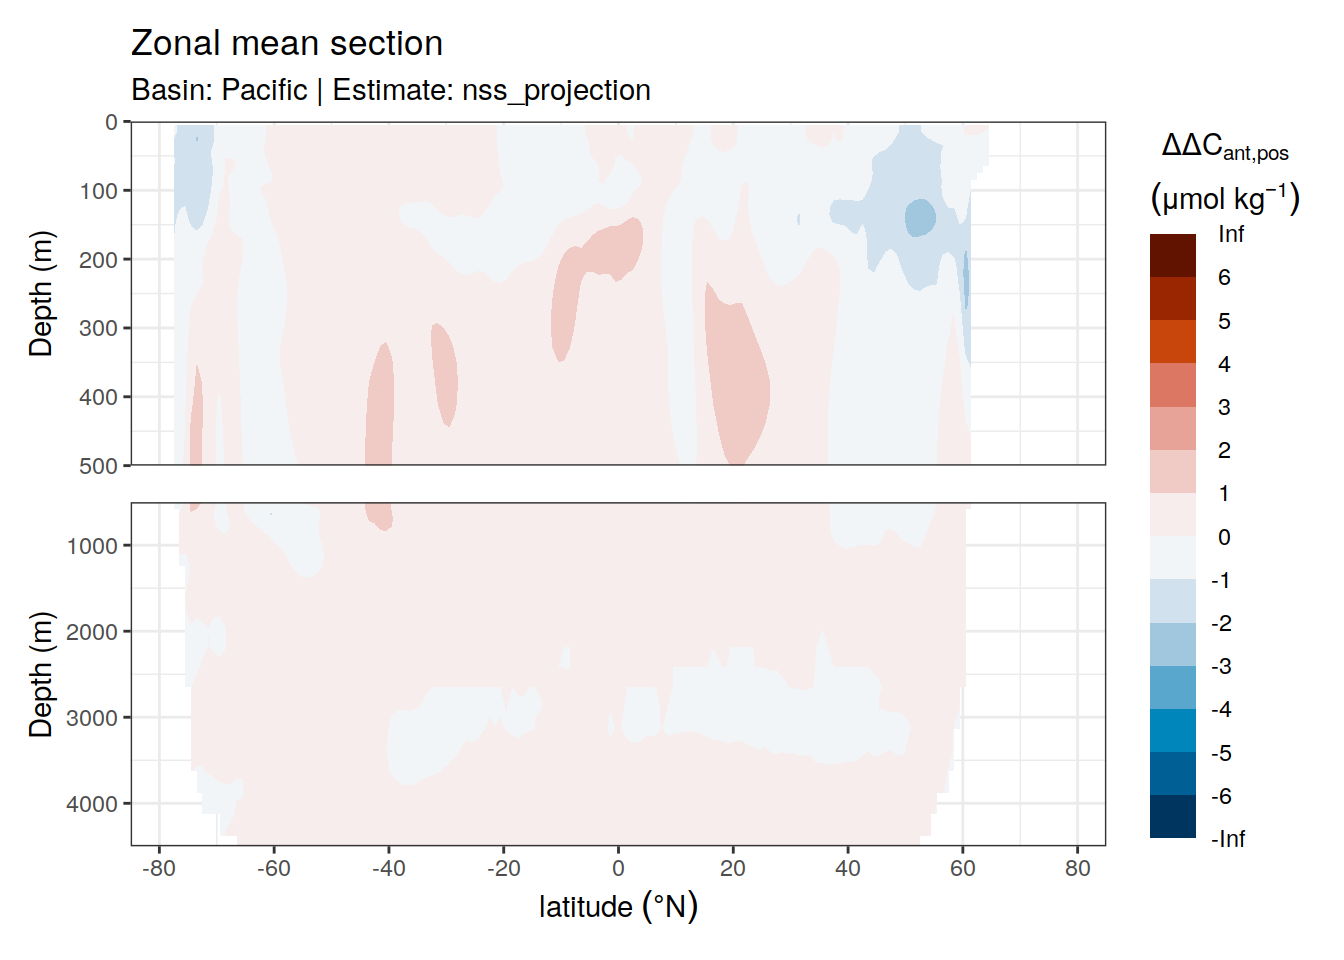 Zonal mean section
Basin: Pacific | Estimate: nss_projection
0
100
200
300
400
500
Depth (m)
1000
2000
3000
4000
Depth (m)
-80 -60 -40 -20 0 20 40 60 80
latitude (°N)
ΔΔCant,pos
(μmol kg−1)
Inf
6
5
4
3
2
1
0
-1
-2
-3
-4
-5
-6
-Inf